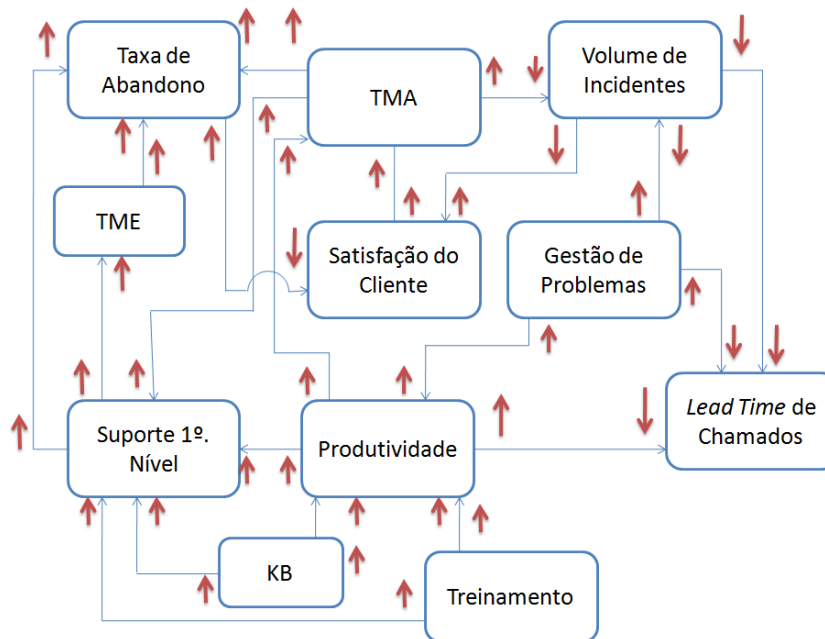 Taxa de
Abandono
TMA
Volume de
Incidentes
TME
Satisfação do
Cliente
Gestão de
Problemas
Suporte 1º.
Nível
Produtividade
Lead Time de
Chamados
KB
Treinamento